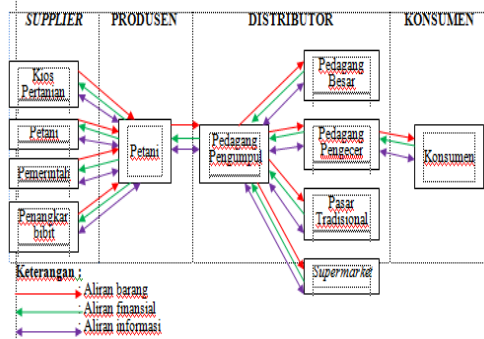 SUPPLIER
PRODUSEN
DISTRIBUTOR
KONSUMEN
Kios
Pertanian
Petani
Pemerintah
Penangkar
bibit
Petani
Pedagang
Pengumpul
Pedagang
Besar
Pedagang
Pengecer
Pasar
Tradisional
Supermarket
Konsumen
Keterangan :
: Aliran barang
: Aliran finansial
: Aliran informasi